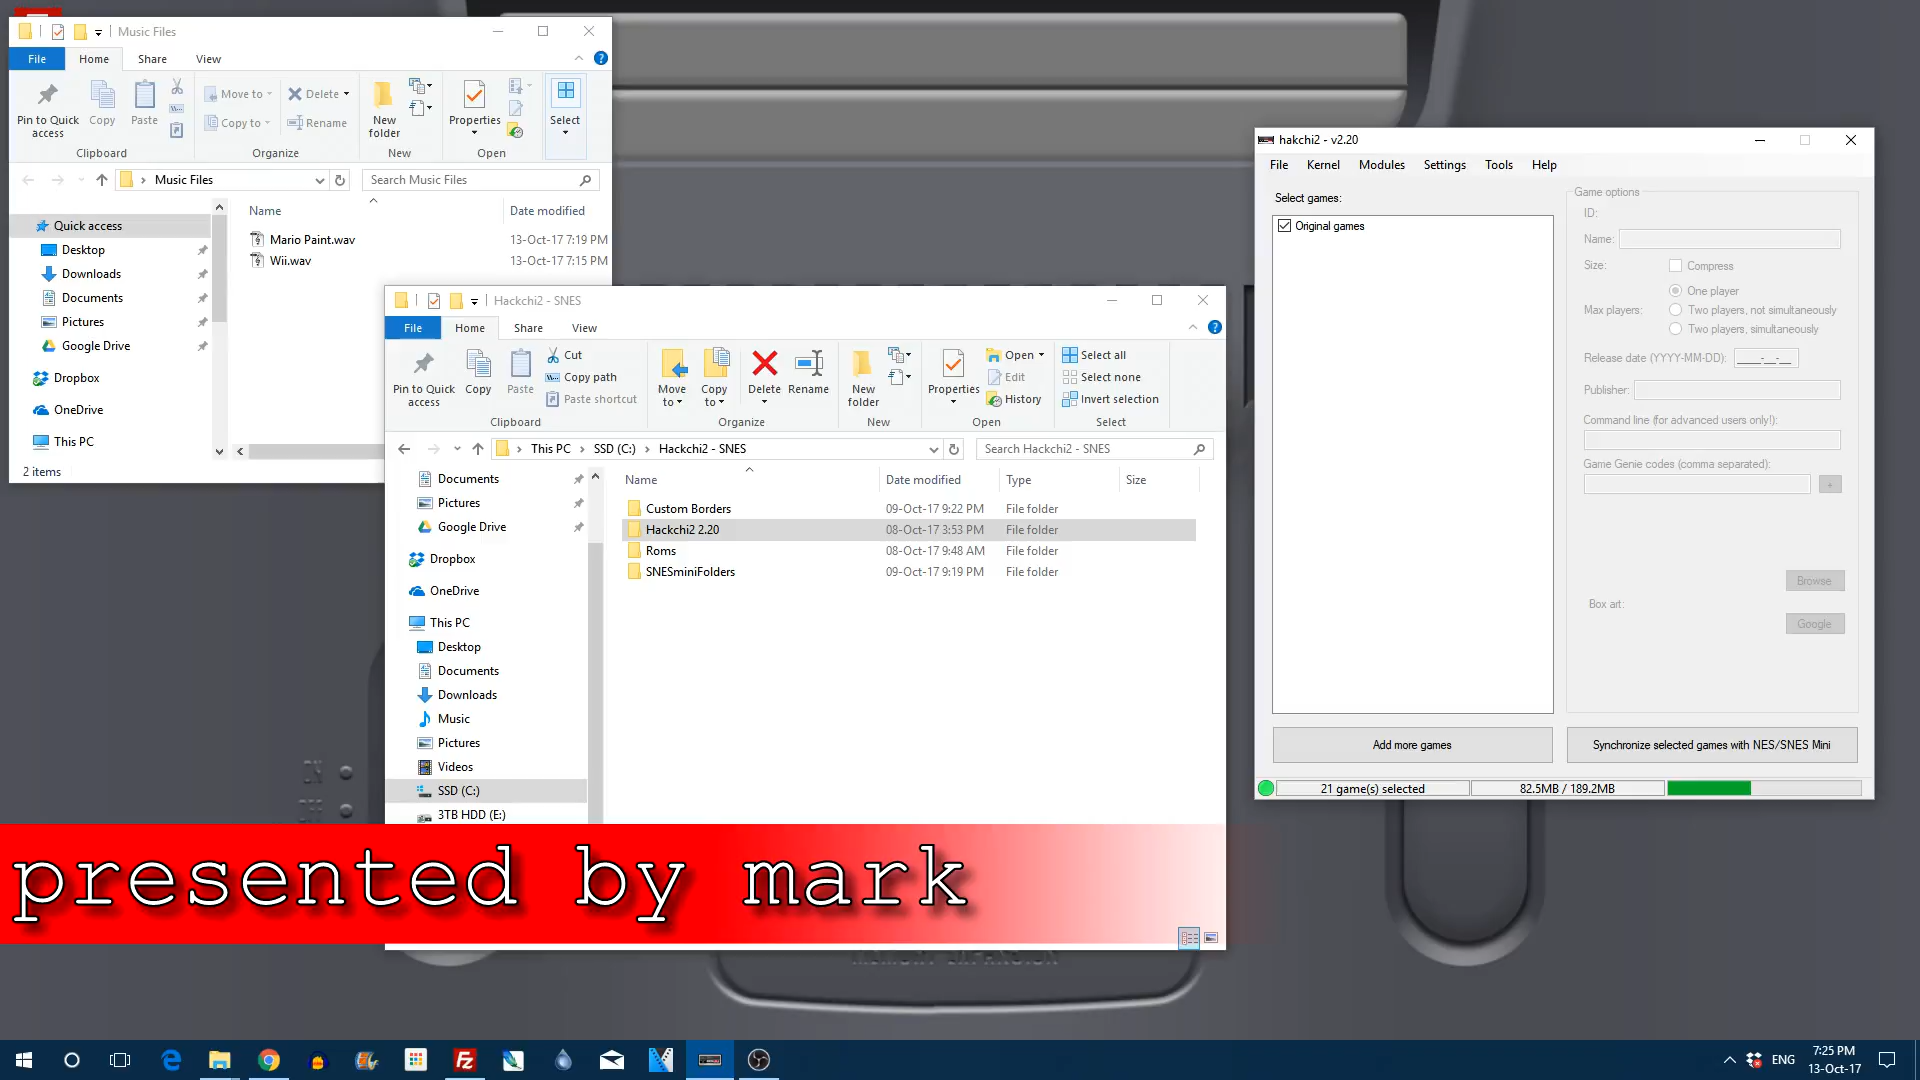 Music Files
File Home Share View
Pin to Quick access
Copy
Paste
Move to
Copy to
Delete
Rename
New folder
Properties
Select
Clipboard Organize New Open
Music Files
Search Music Files
Name Date modified
Quick access
Desktop
Downloads
Documents
Pictures
Google Drive
Dropbox
OneDrive
This PC
Mario Paint.wav 13-Oct-17 7:19 PM
Wii.wav 13-Oct-17 7:15 PM
2 items
Hackchi2 - SNES
File Home Share View
Pin to Quick access
Copy
Paste
Cut
Copy path
Paste shortcut
Move to
Copy to
Delete
Rename
New folder
Properties
Open
Edit
History
Select all
Select none
Invert selection
Clipboard Organize New Open Select
This PC SSD (C:) Hackchi2 - SNES
Search Hackchi2 - SNES
Name Date modified Type Size
Custom Borders 09-Oct-17 9:22 PM File folder
Hackchi2 2.20 08-Oct-17 3:53 PM File folder
Roms 08-Oct-17 9:48 AM File folder
SNESminiFolders 09-Oct-17 9:19 PM File folder
Documents
Pictures
Google Drive
Dropbox
OneDrive
This PC
Desktop
Documents
Downloads
Music
Pictures
Videos
SSD (C:)
3TB HDD (E:)
hakchi2 - v2.20
File Kernel Modules Settings Tools Help
Select games:
Original games
Game options
ID:
Name:
Size: Compress
Max players:
One player
Two players, not simultaneously
Two players, simultaneously
Release date (YYYY-MM-DD): ____-__-__
Publisher:
Command line (for advanced users only!):
Game Genie codes (comma separated):
+
Browse
Box art:
Google
Add more games
Synchronize selected games with NES/SNES Mini
21 game(s) selected
82.5MB / 189.2MB
presented by mark
MEMORY EXPANSION
ENG
7:25 PM
13-Oct-17